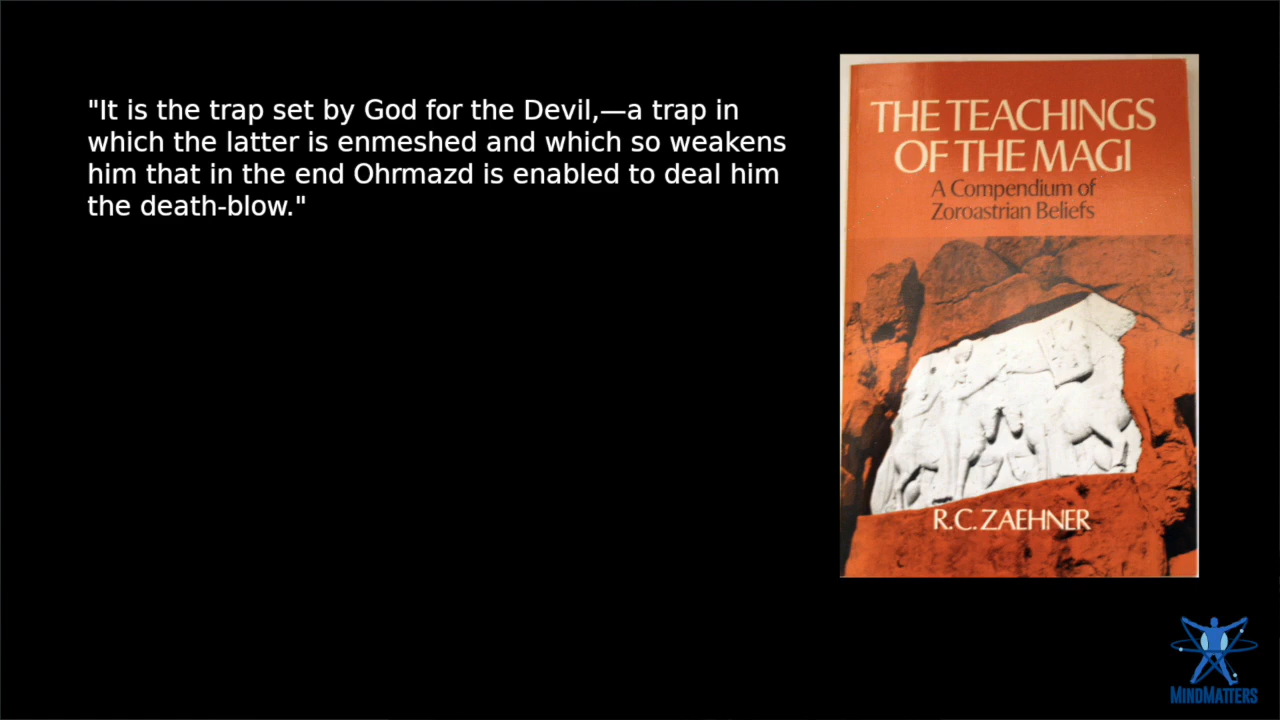 "It is the trap set by God for the Devil,—a trap in
which the latter is enmeshed and which so weakens
him that in the end Ohrmazd is enabled to deal him
the death-blow."
THE TEACHINGS
OF THE MAGI
A Compendium of
Zoroastrian Beliefs
R.C. ZAEHNER
MINDMATTERS